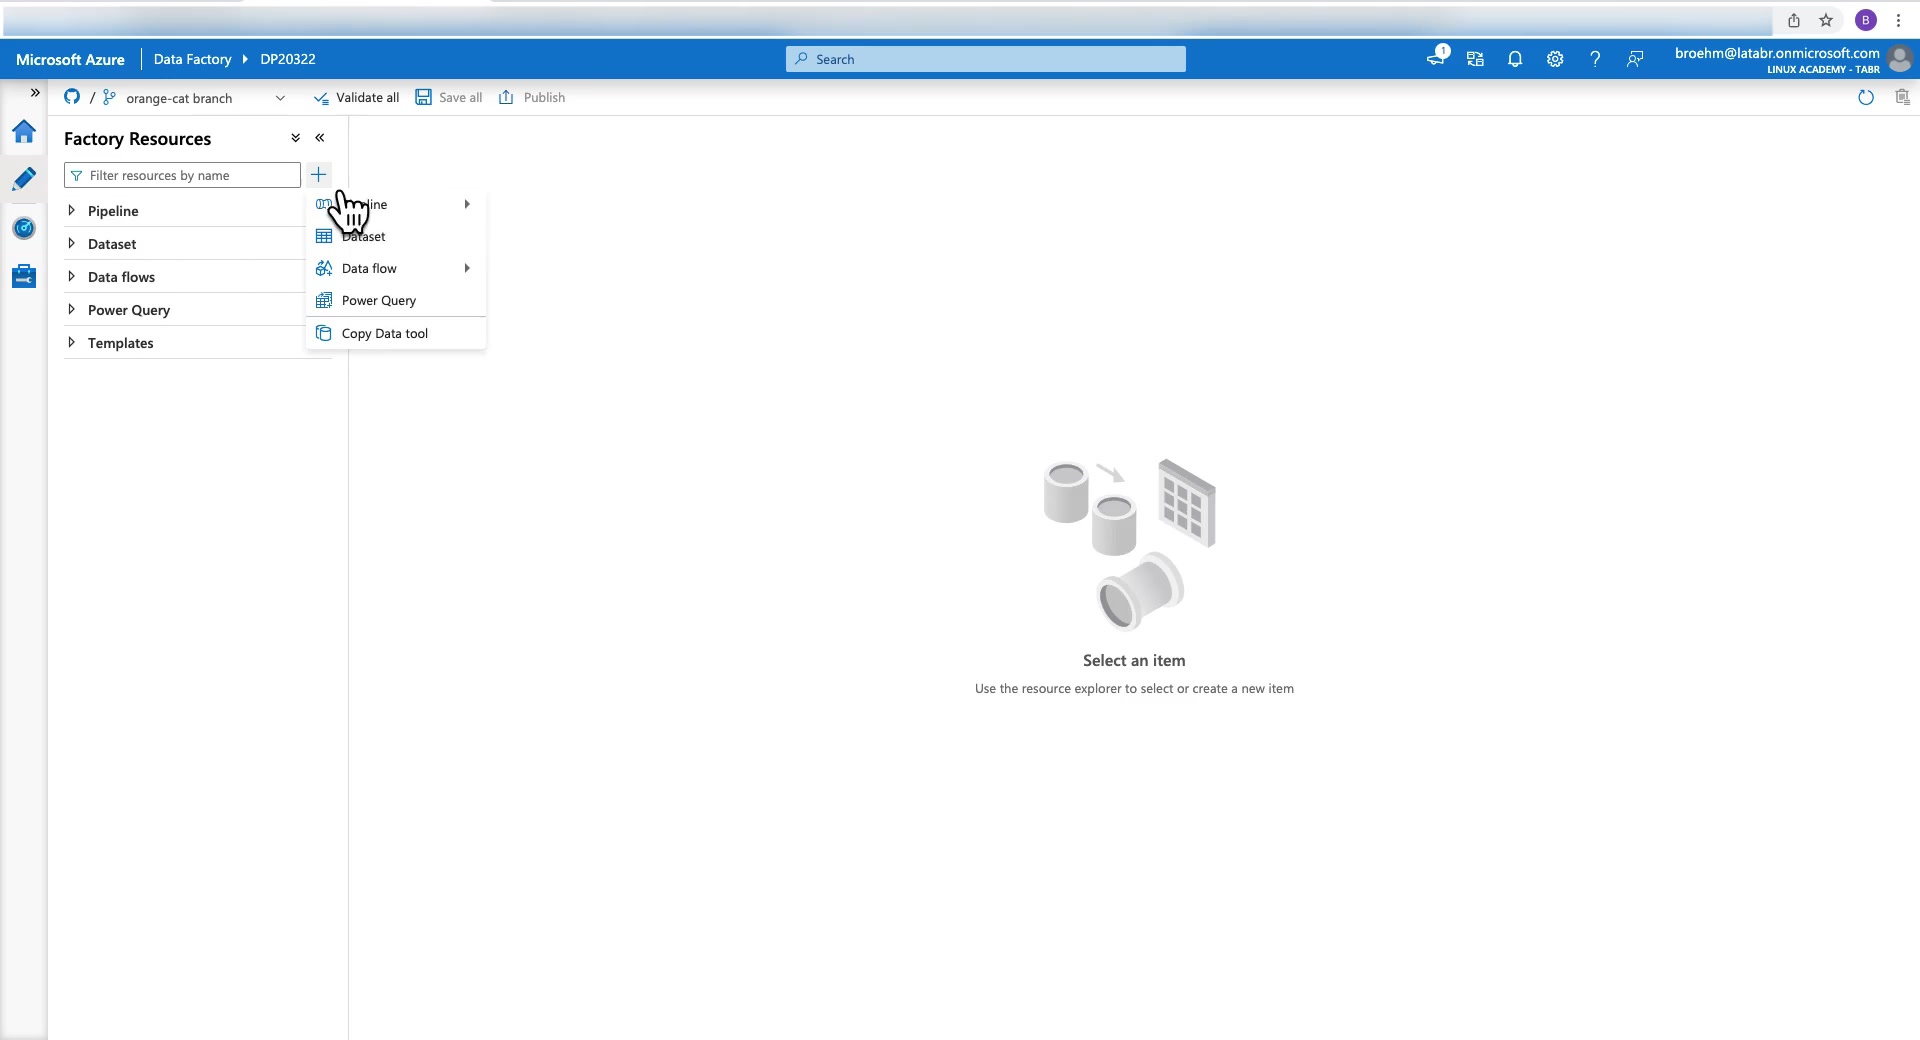 B
Microsoft Azure
Data Factory
DP20322
Search
1
broehm@latabr.onmicrosoft.com
LINUX ACADEMY - TABR
/
orange-cat branch
Validate all
Save all
Publish
Factory Resources
Filter resources by name
Pipeline
Dataset
Data flows
Power Query
Templates
line
Dataset
Data flow
Power Query
Copy Data tool
Select an item
Use the resource explorer to select or create a new item